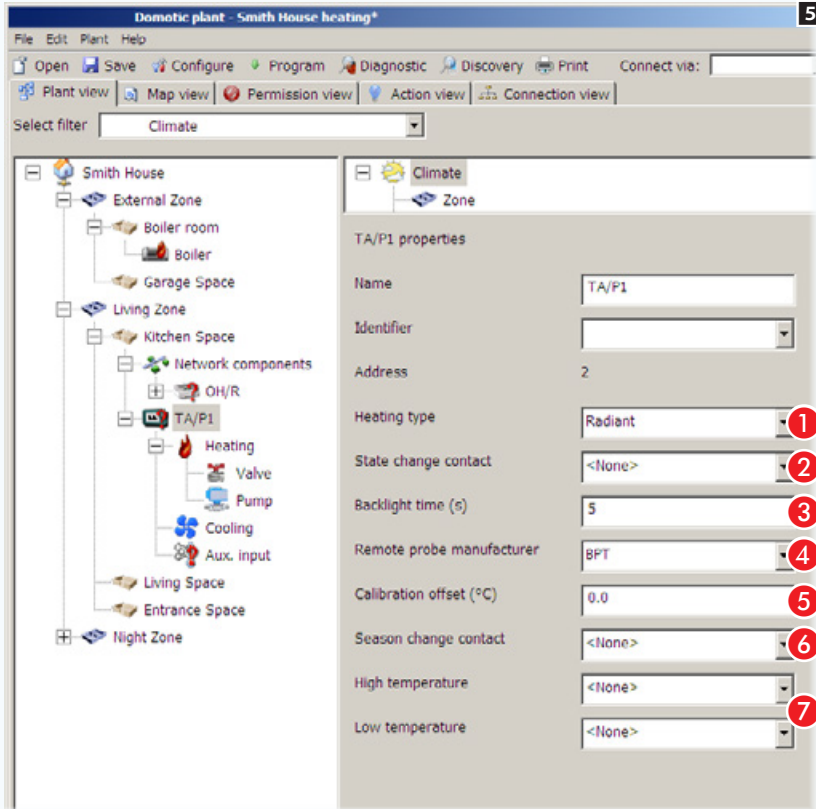 Domotic plant - Smith House heating*
5
File Edit Plant Help
Open Save Configure Program Diagnostic Discovery Print Connect via:
Plant view Map view Permission view Action view Connection view
Select filter Climate
Smith House
External Zone
Boiler room
Boiler
Garage Space
Living Zone
Kitchen Space
Network components
OH/R
TA/P1
Heating
Valve
Pump
Cooling
Aux. input
Living Space
Entrance Space
Night Zone
Climate
Zone
TA/P1 properties
Name TA/P1
Identifier
Address 2
Heating type Radiant 1
State change contact <None> 2
Backlight time (s) 5 3
Remote probe manufacturer BPT 4
Calibration offset (ºC) 0.0 5
Season change contact <None> 6
High temperature <None>
7
Low temperature <None>